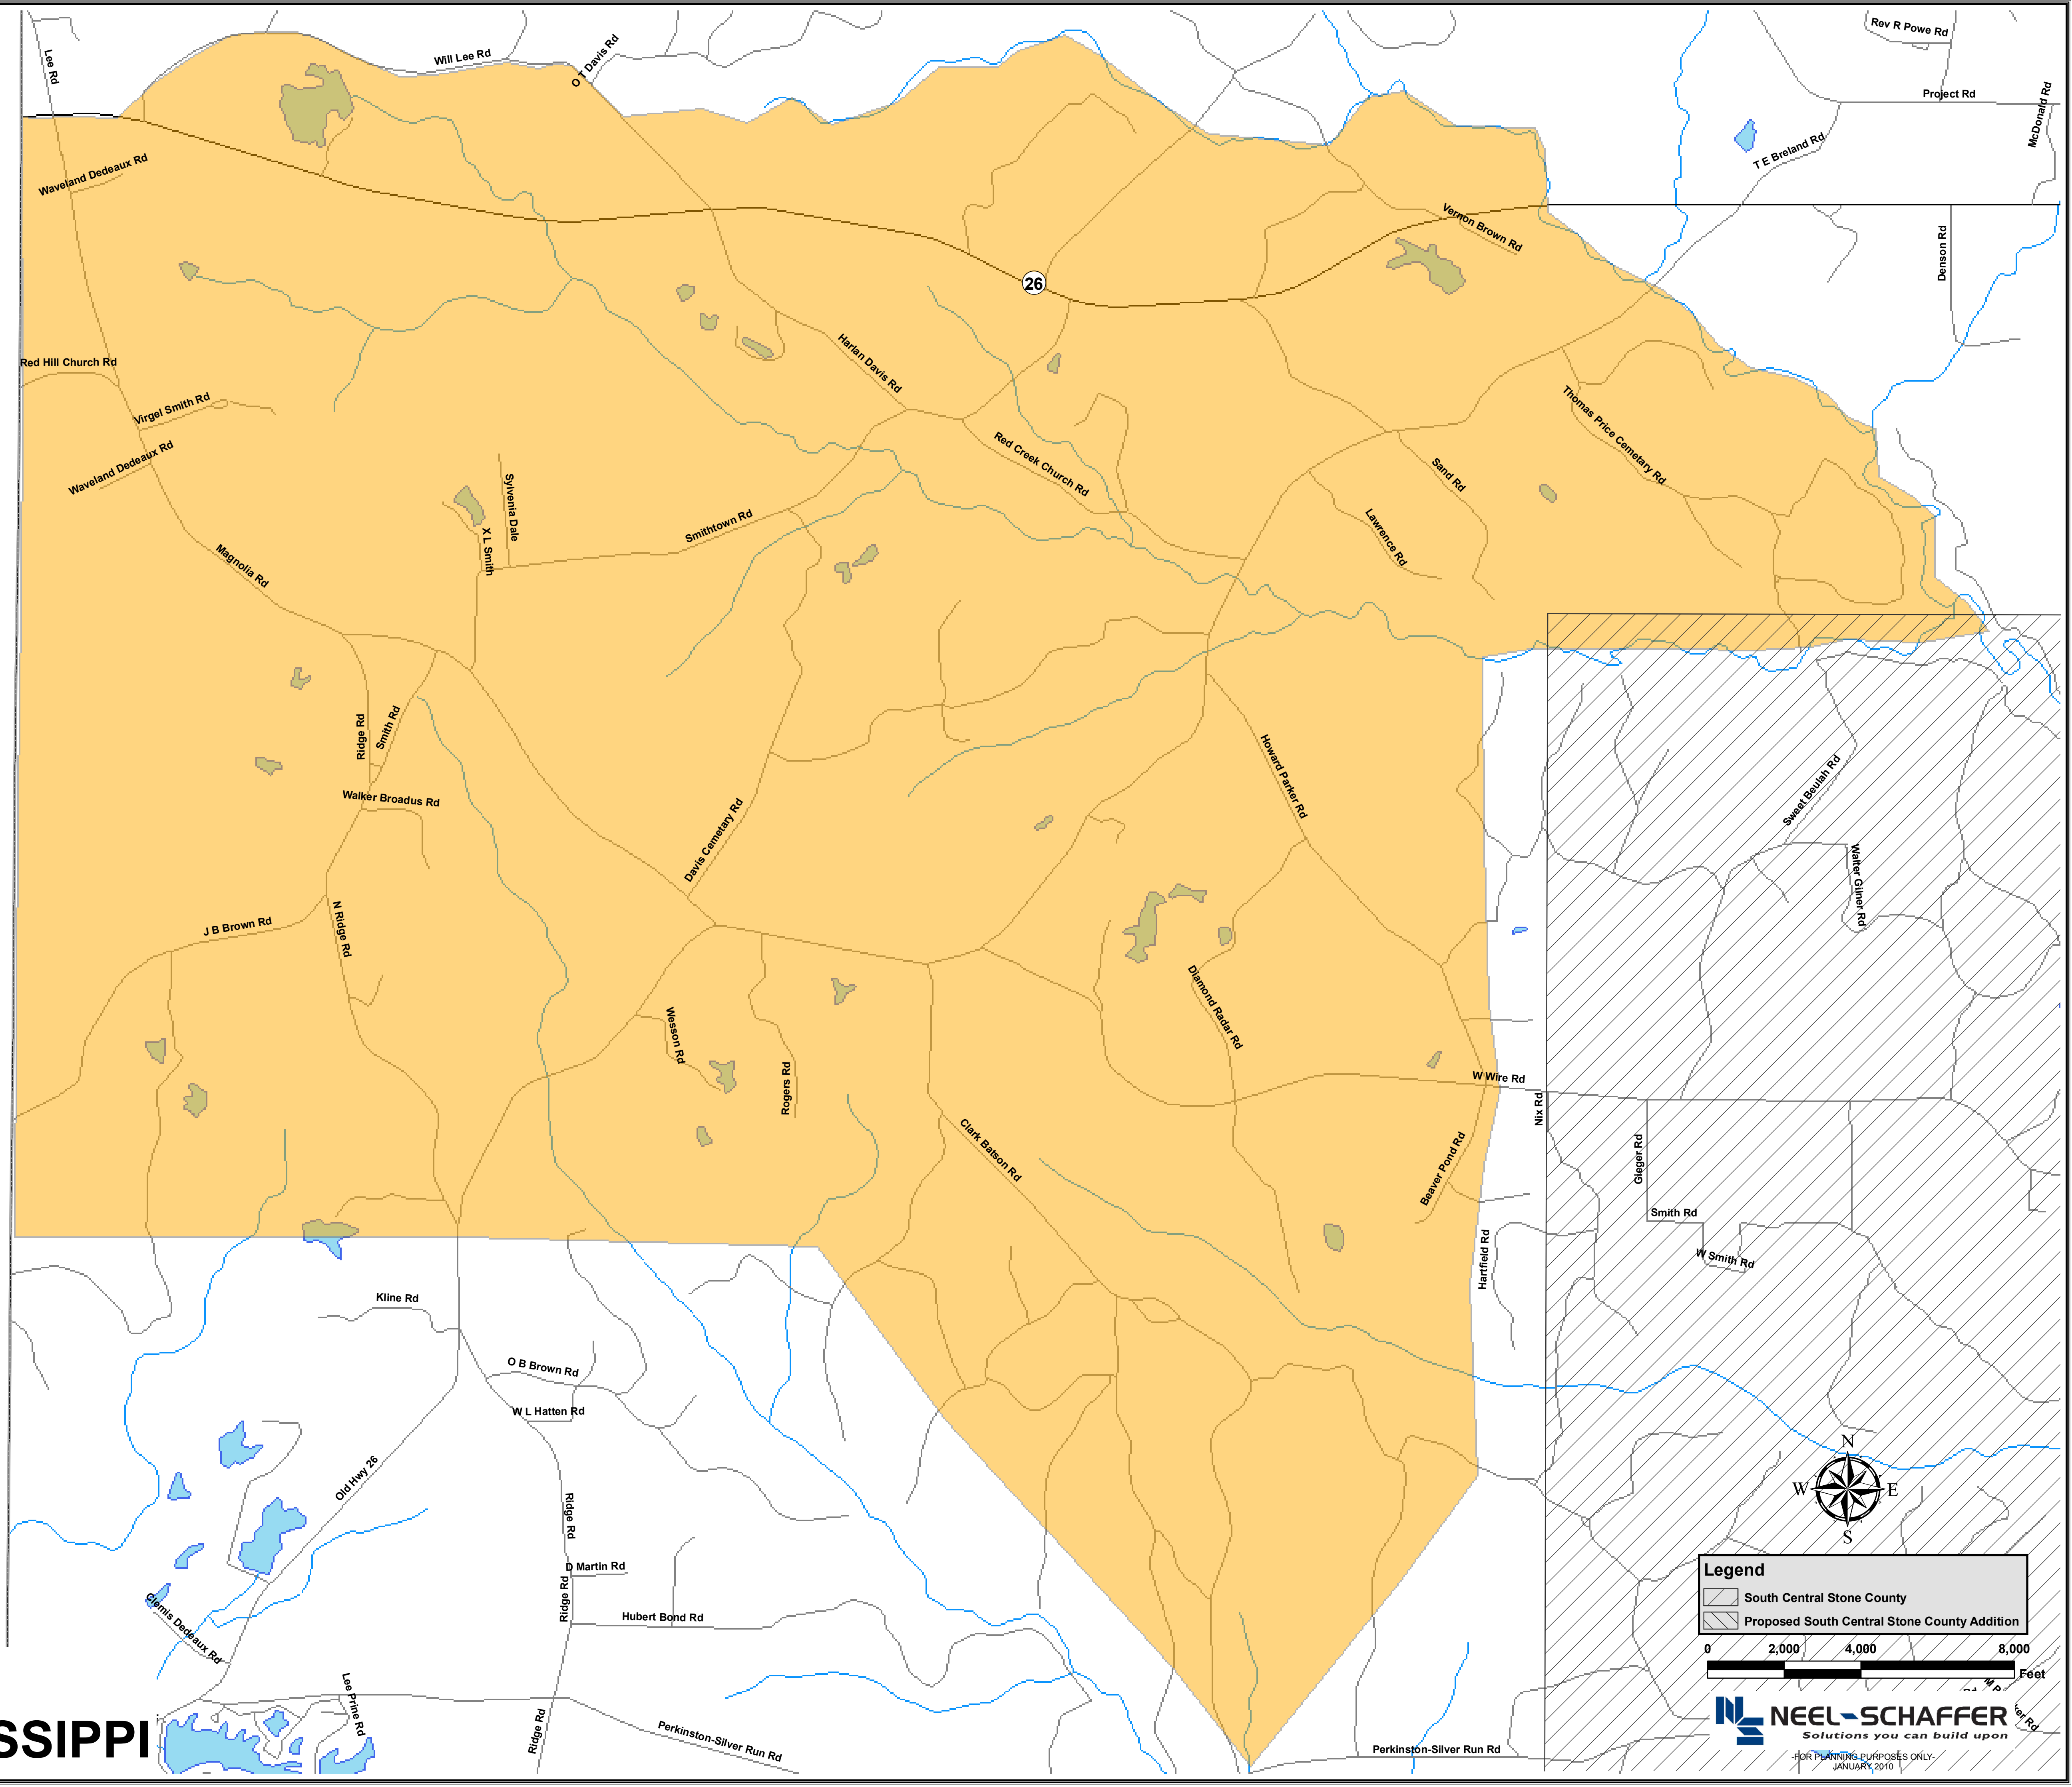 Rev R Powe Rd
Lee Rd
Will Lee Rd
O T Davis Rd
Project Rd
McDonald Rd
T E Breland Rd
Waveland Dedeaux Rd
Vernon Brown Rd
Denson Rd
26
Red Hill Church Rd
Harlan Davis Rd
Virgel Smith Rd
Thomas Price Cemetary Rd
Waveland Dedeaux Rd
Red Creek Church Rd
Sand Rd
Sylvenia Dale
X L Smith
Smithtown Rd
Lawrence Rd
Magnolia Rd
Ridge Rd
Smith Rd
Howard Parker Rd
Sweet Beulah Rd
Walker Broadus Rd
Davis Cemetary Rd
Walter Gilner Rd
J B Brown Rd
N Ridge Rd
Diamond Radar Rd
Wesson Rd
Rogers Rd
W Wire Rd
Nix Rd
Clark Batson Rd
Beaver Pond Rd
Gieger Rd
Smith Rd
W Smith Rd
Hartfield Rd
Kline Rd
O B Brown Rd
W L Hatten Rd
Old Hwy 26
Ridge Rd
D Martin Rd
Ridge Rd
Hubert Bond Rd
Clemis Dedeaux Rd
Lee Prine Rd
Ridge Rd
Perkinston-Silver Run Rd
Perkinston-Silver Run Rd
SSIPPI
N
W
E
S
Legend
South Central Stone County
Proposed South Central Stone County Addition
0 2,000 4,000 8,000
Feet
NEEL-SCHAFFER
Solutions you can build upon
-FOR PLANNING PURPOSES ONLY-
JANUARY 2010